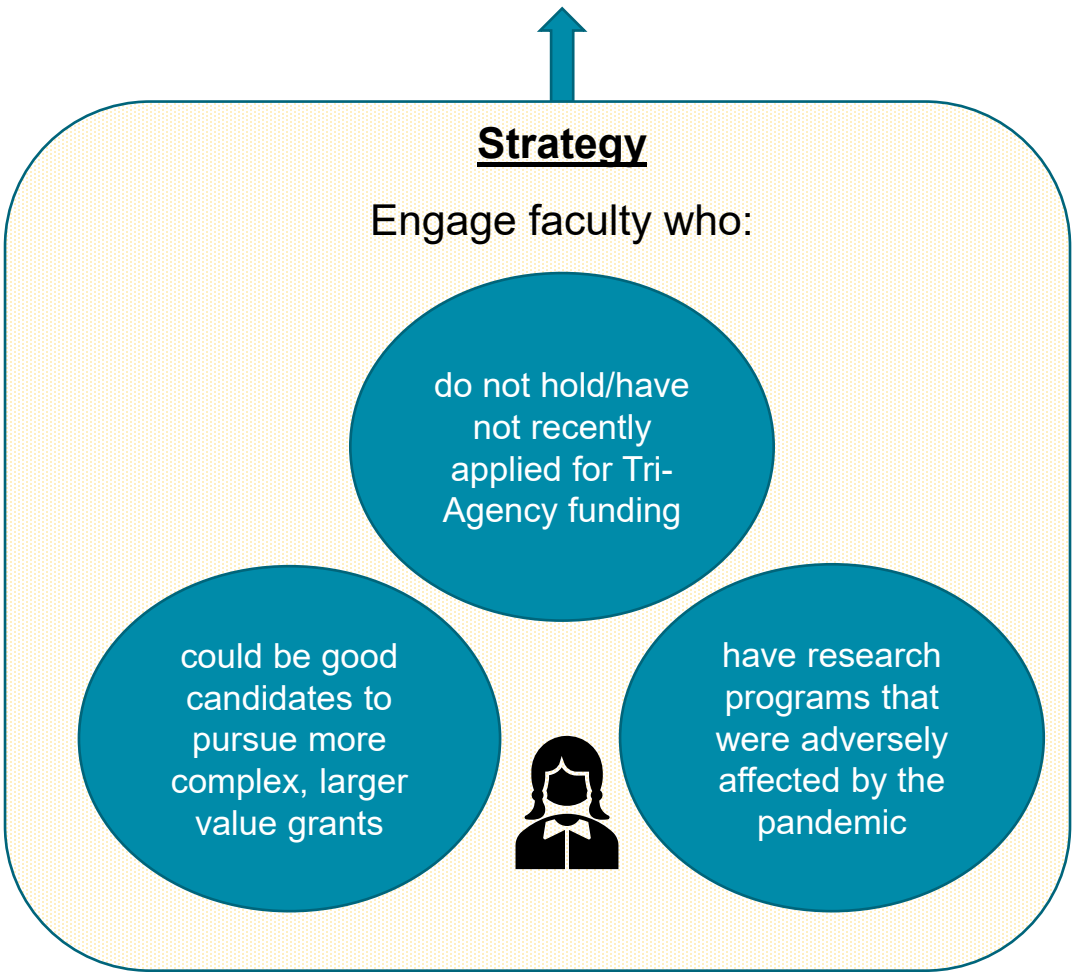 Strategy
Engage faculty who:
do not hold/have
not recently
applied for Tri-
Agency funding
could be good
candidates to
pursue more
complex, larger
value grants
have research
programs that
were adversely
affected by the
pandemic